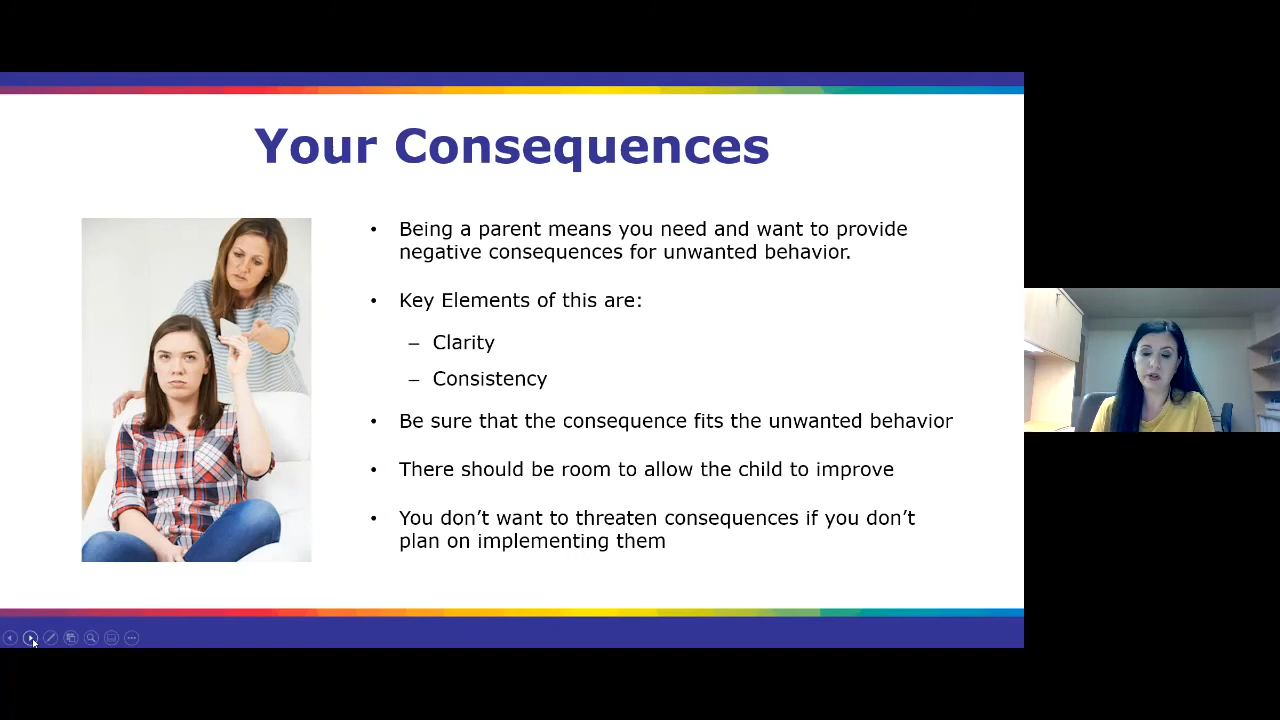 Your Consequences
• Being a parent means you need and want to provide
negative consequences for unwanted behavior.
• Key Elements of this are:
– Clarity
– Consistency
• Be sure that the consequence fits the unwanted behavior
• There should be room to allow the child to improve
• You don’t want to threaten consequences if you don’t
plan on implementing them